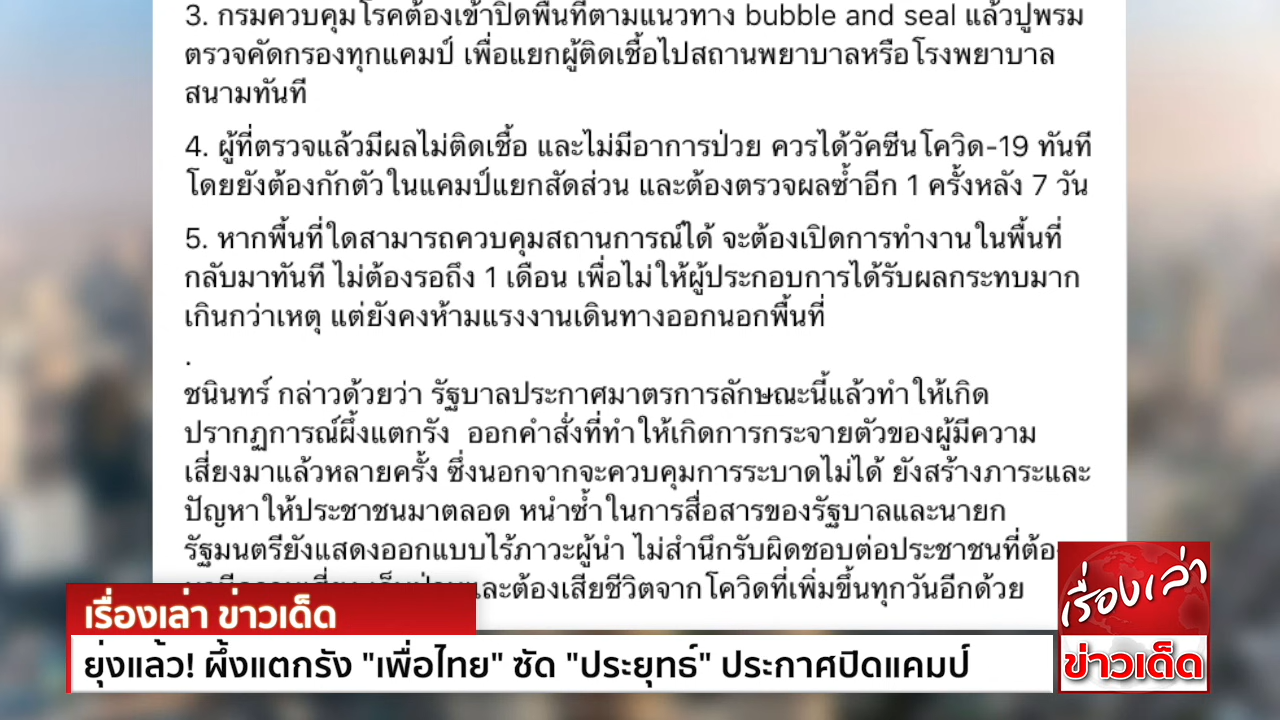 3. กรมควบคุมโรคต้องเข้าปิดพื้นที่ตามแนวทาง bubble and seal แล้วปูพรม
ตรวจคัดกรองทุกแคมป์ เพื่อแยกผู้ติดเชื้อไปสถานพยาบาลหรือโรงพยาบาล
สนามทันที
4. ผู้ที่ตรวจแล้วมีผลไม่ติดเชื้อ และไม่มีอาการป่วย ควรได้วัคซีนโควิด-19 ทันที
โดยยังต้องกักตัวในแคมป์แยกสัดส่วน และต้องตรวจผลซ้ำอีก 1 ครั้งหลัง 7 วัน
5. หากพื้นที่ใดสามารถควบคุมสถานการณ์ได้ จะต้องเปิดการทำงานในพื้นที่
กลับมาทันที ไม่ต้องรอถึง 1 เดือน เพื่อไม่ให้ผู้ประกอบการได้รับผลกระทบมาก
เกินกว่าเหตุ แต่ยังคงห้ามแรงงานเดินทางออกนอกพื้นที่
.
ชนินทร์ กล่าวด้วยว่า รัฐบาลประกาศมาตรการลักษณะนี้แล้วทำให้เกิด
ปรากฏการณ์ผึ้งแตกรัง ออกคำสั่งที่ทำให้เกิดการกระจายตัวของผู้มีความ
เสี่ยงมาแล้วหลายครั้ง ซึ่งนอกจากจะควบคุมการระบาดไม่ได้ ยังสร้างภาระและ
ปัญหาให้ประชาชนมาตลอด หนำซ้ำในการสื่อสารของรัฐบาลและนายก
รัฐมนตรียังแสดงออกแบบไร้ภาวะผู้นำ ไม่สำนึกรับผิดชอบต่อประชาชนที่
และต้องเสียชีวิตจากโควิดที่เพิ่มขึ้นทุกวันอีกด้วย
เรื่องเล่า ข่าวเด็ด
ยุ่งแล้ว! ผึ้งแตกรัง "เพื่อไทย" ซัด "ประยุทธ์" ประกาศปิดแคมป์
เรื่องเล่า
ข่าวเด็ด